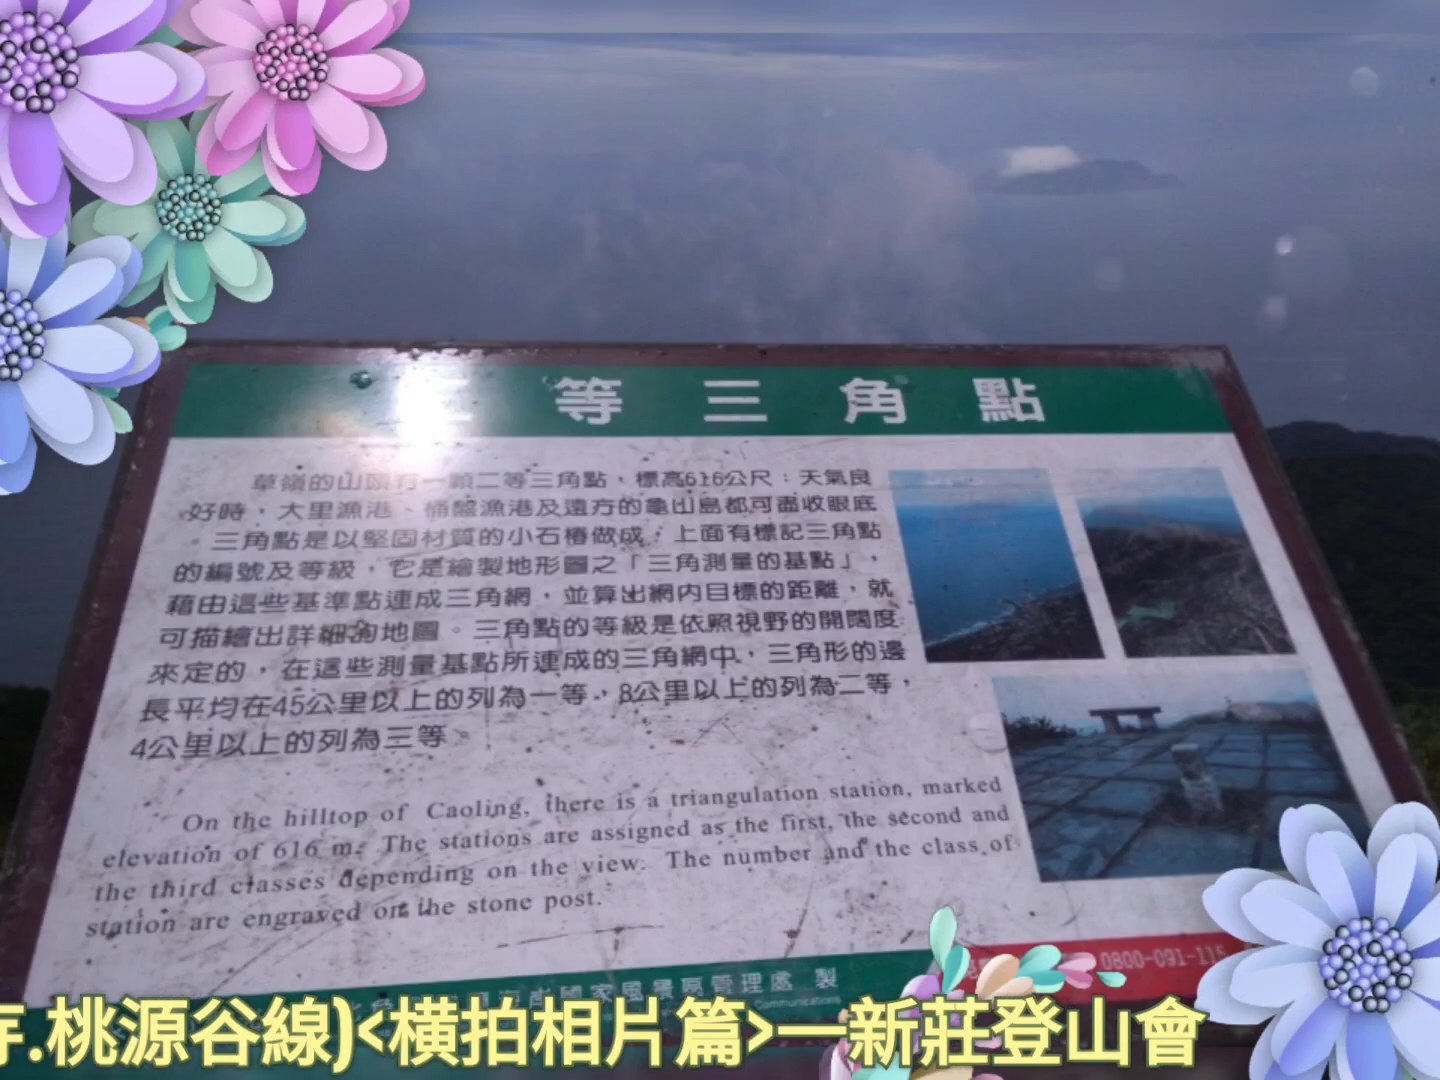 等三角點
草嶺的山頭有一顆二等三角點，標高616公尺；天氣良
好時，大里漁港、桶盤漁港及遠方的龜山島都可盡收眼底
。三角點是以堅固材質的小石樁做成，上面有標記三角點
的編號及等級，它是繪製地形圖之「三角測量的基點」，
藉由這些基準點連成三角網，並算出網內目標的距離，就
可描繪出詳細的地圖。三角點的等級是依照視野的開闊度
來定的，在這些測量基點所連成的三角網中，三角形的邊
長平均在45公里以上的列為一等，8公里以上的列為二等，
4公里以上的列為三等。
On the hilltop of Caoling, there is a triangulation station, marked
elevation of 616 m. The stations are assigned as the first, the second and
the third classes depending on the view. The number and the class of
station are engraved on the stone post.
國家風景區管理處 製
Communications
0800-091-115
存.桃源谷線)<橫拍相片篇>—新莊登山會